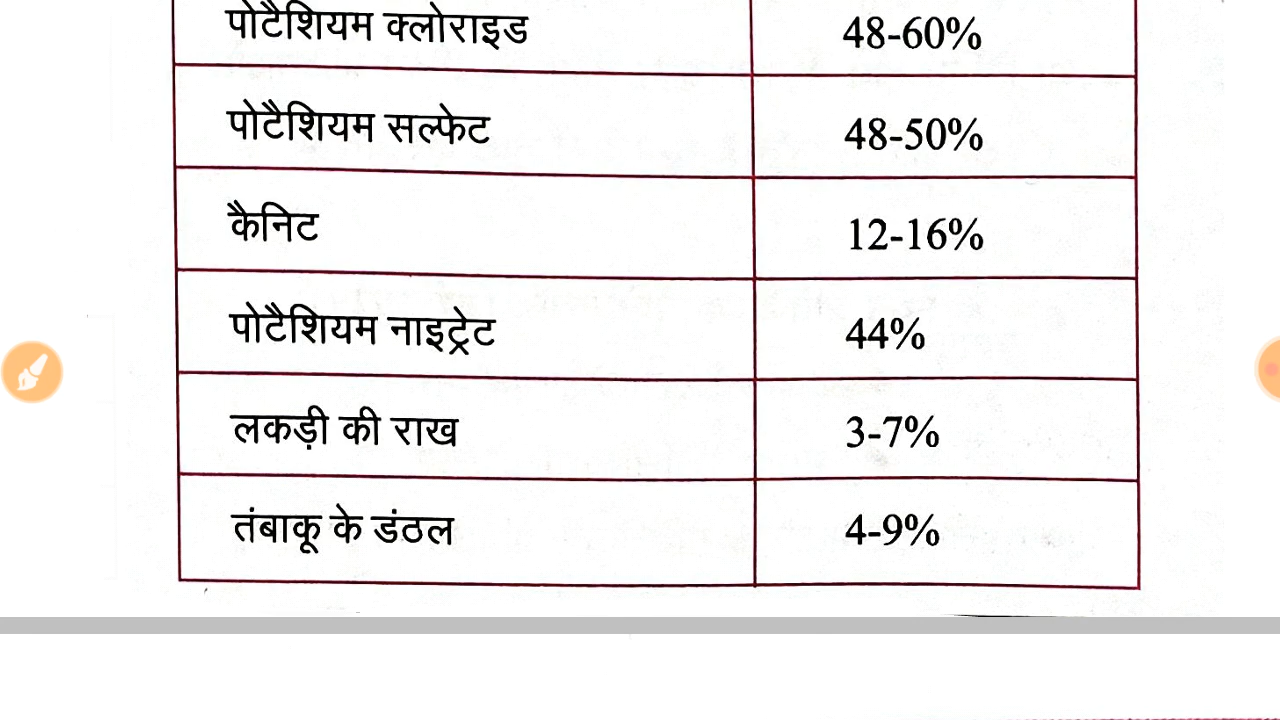 पोटैशियम क्लोराइड 48-60%
पोटैशियम सल्फेट 48-50%
कैनिट 12-16%
पोटैशियम नाइट्रेट 44%
लकड़ी की राख 3-7%
तंबाकू के डंठल 4-9%